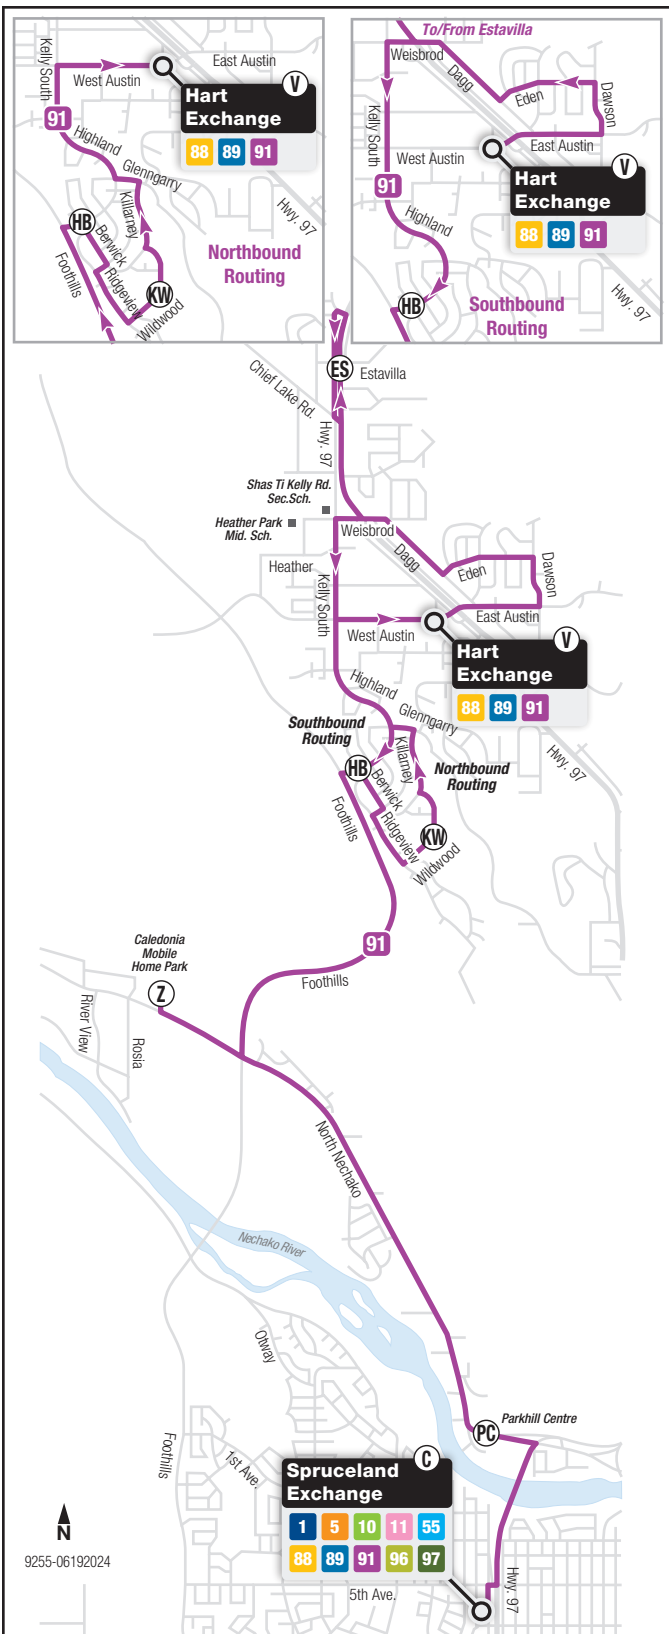 Kelly South
West Austin
East Austin
V
Hart
Exchange
88 89 91
91
Highland
Glenngarry
Killarney
HB
Berwick
Ridgeview
Foothills
KW
Wildwood
Hwy. 97
Northbound
Routing
To/From Estavilla
Weisbrod
Dagg
Eden
Dawson
Kelly South
West Austin
East Austin
V
Hart
Exchange
88 89 91
91
Highland
HB
Hwy. 97
Southbound
Routing
ES
Estavilla
Chief Lake Rd.
Hwy. 97
Shas Ti Kelly Rd.
Sec.Sch.
Heather Park
Mid. Sch.
Weisbrod
Dagg
Eden
Dawson
Heather
Kelly South
West Austin
East Austin
V
Hart
Exchange
88 89 91
Highland
Glenngarry
Southbound
Routing
Killarney
Northbound
Routing
HB
Berwick
Ridgeview
Foothills
KW
Wildwood
Hwy. 97
91
Foothills
Caledonia
Mobile
Home Park
Z
River View
Rosia
North Nechako
Nechako River
Otway
Foothills
1st Ave.
PC
Parkhill Centre
C
Spruceland
Exchange
1 5 10 11 55
88 89 91 96 97
5th Ave.
Hwy. 97
N
9255-06192024